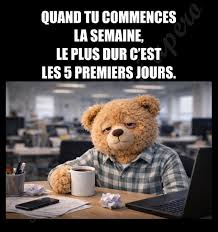 QUAND TU COMMENCES
LA SEMAINE,
LE PLUS DUR C'EST
LES 5 PREMIERS JOURS.